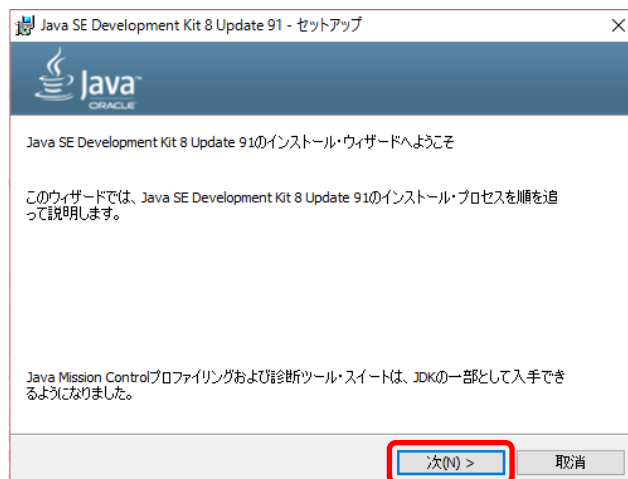 Java SE Development Kit 8 Update 91 - セットアップ
Java
ORACLE
Java SE Development Kit 8 Update 91のインストール・ウィザードへようこそ
このウィザードでは、Java SE Development Kit 8 Update 91のインストール・プロセスを順を追
って説明します。
Java Mission Controlプロファイリングおよび診断ツール・スイートは、JDKの一部として入手でき
るようになりました。
次(N) >
取消